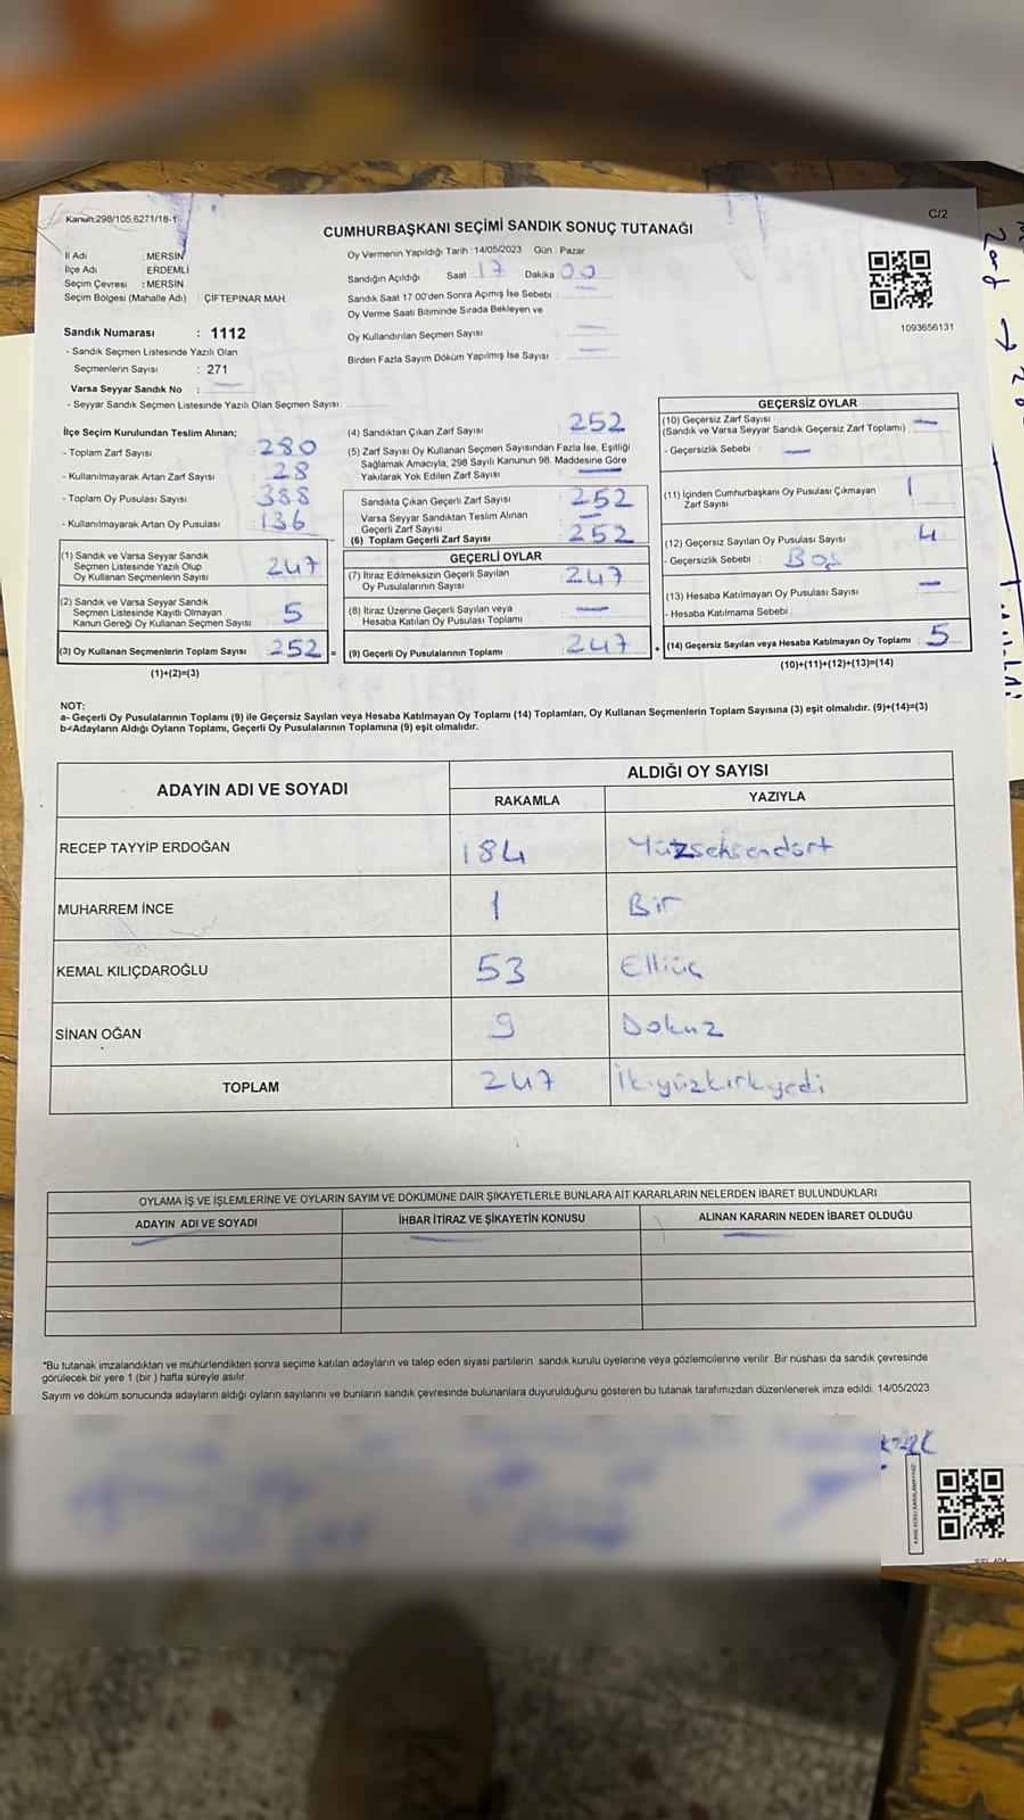 Kanun:298/105,6271/18-1
C/2
CUMHURBAŞKANI SEÇİMİ SANDIK SONUÇ TUTANAĞI
İl Adı : MERSİN
İlçe Adı : ERDEMLİ
Seçim Çevresi : MERSİN
Seçim Bölgesi (Mahalle Adı) : ÇİFTEPINAR MAH.
Sandık Numarası : 1112
- Sandık Seçmen Listesinde Yazılı Olan
Seçmenlerin Sayısı : 271
Varsa Seyyar Sandık No : —
- Seyyar Sandık Seçmen Listesinde Yazılı Olan Seçmen Sayısı
Oy Vermenin Yapıldığı Tarih : 14/05/2023 Gün : Pazar
Sandığın Açıldığı Saat 17 Dakika 00
Sandık Saat 17.00'den Sonra Açılmış İse Sebebi —
Oy Verme Saati Bitiminde Sırada Bekleyen ve
Oy Kullandırılan Seçmen Sayısı —
Birden Fazla Sayım Döküm Yapılmış İse Sayısı —
1093656131
İlçe Seçim Kurulundan Teslim Alınan;
- Toplam Zarf Sayısı 280
- Kullanılmayarak Artan Zarf Sayısı 28
- Toplam Oy Pusulası Sayısı 388
- Kullanılmayarak Artan Oy Pusulası 136
(1) Sandık ve Varsa Seyyar Sandık
Seçmen Listesinde Yazılı Olup
Oy Kullanan Seçmenlerin Sayısı 247
(2) Sandık ve Varsa Seyyar Sandık
Seçmen Listesinde Kayıtlı Olmayan
Kanun Gereği Oy Kullanan Seçmen Sayısı 5
(3) Oy Kullanan Seçmenlerin Toplam Sayısı 252 =
(1)+(2)=(3)
(4) Sandıktan Çıkan Zarf Sayısı 252
(5) Zarf Sayısı Oy Kullanan Seçmen Sayısından Fazla İse, Eşitliği
Sağlamak Amacıyla, 298 Sayılı Kanunun 98. Maddesine Göre
Yakılarak Yok Edilen Zarf Sayısı —
Sandıkta Çıkan Geçerli Zarf Sayısı 252
Varsa Seyyar Sandıktan Teslim Alınan
Geçerli Zarf Sayısı —
(6) Toplam Geçerli Zarf Sayısı 252
GEÇERLİ OYLAR
(7) İtiraz Edilmeksizin Geçerli Sayılan
Oy Pusulalarının Sayısı 247
(8) İtiraz Üzerine Geçerli Sayılan veya
Hesaba Katılan Oy Pusulası Toplamı —
(9) Geçerli Oy Pusulalarının Toplamı 247 +
GEÇERSİZ OYLAR
(10) Geçersiz Zarf Sayısı
(Sandık ve Varsa Seyyar Sandık Geçersiz Zarf Toplamı) —
- Geçersizlik Sebebi —
(11) İçinden Cumhurbaşkanı Oy Pusulası Çıkmayan
Zarf Sayısı 1
(12) Geçersiz Sayılan Oy Pusulası Sayısı 4
- Geçersizlik Sebebi : Boş
(13) Hesaba Katılmayan Oy Pusulası Sayısı —
- Hesaba Katılmama Sebebi
(14) Geçersiz Sayılan veya Hesaba Katılmayan Oy Toplamı 5
(10)+(11)+(12)+(13)=(14)
NOT:
a- Geçerli Oy Pusulalarının Toplamı (9) ile Geçersiz Sayılan veya Hesaba Katılmayan Oy Toplamı (14) Toplamları, Oy Kullanan Seçmenlerin Toplam Sayısına (3) eşit olmalıdır. (9)+(14)=(3)
b- Adayların Aldığı Oyların Toplamı, Geçerli Oy Pusulalarının Toplamına (9) eşit olmalıdır.
ADAYIN ADI VE SOYADI
ALDIĞI OY SAYISI
RAKAMLA YAZIYLA
RECEP TAYYİP ERDOĞAN 184 Yüzseksendört
MUHARREM İNCE 1 Bir
KEMAL KILIÇDAROĞLU 53 Elliüç
SİNAN OĞAN 9 Dokuz
TOPLAM 247 İkiyüzkırkyedi
OYLAMA İŞ VE İŞLEMLERİNE VE OYLARIN SAYIM VE DÖKÜMÜNE DAİR ŞİKAYETLERLE BUNLARA AİT KARARLARIN NELERDEN İBARET BULUNDUKLARI
ADAYIN ADI VE SOYADI İHBAR İTİRAZ VE ŞİKAYETİN KONUSU ALINAN KARARIN NEDEN İBARET OLDUĞU
*Bu tutanak imzalandıktan ve mühürlendikten sonra seçime katılan adayların ve talep eden siyasi partilerin sandık kurulu üyelerine veya gözlemcilerine verilir. Bir nüshası da sandık çevresinde
görülecek bir yere 1 (bir) hafta süreyle asılır.
Sayım ve döküm sonucunda adayların aldığı oyların sayılarını ve bunların sandık çevresinde bulunanlara duyurulduğunu gösteren bu tutanak tarafımızdan düzenlenerek imza edildi. 14/05/2023